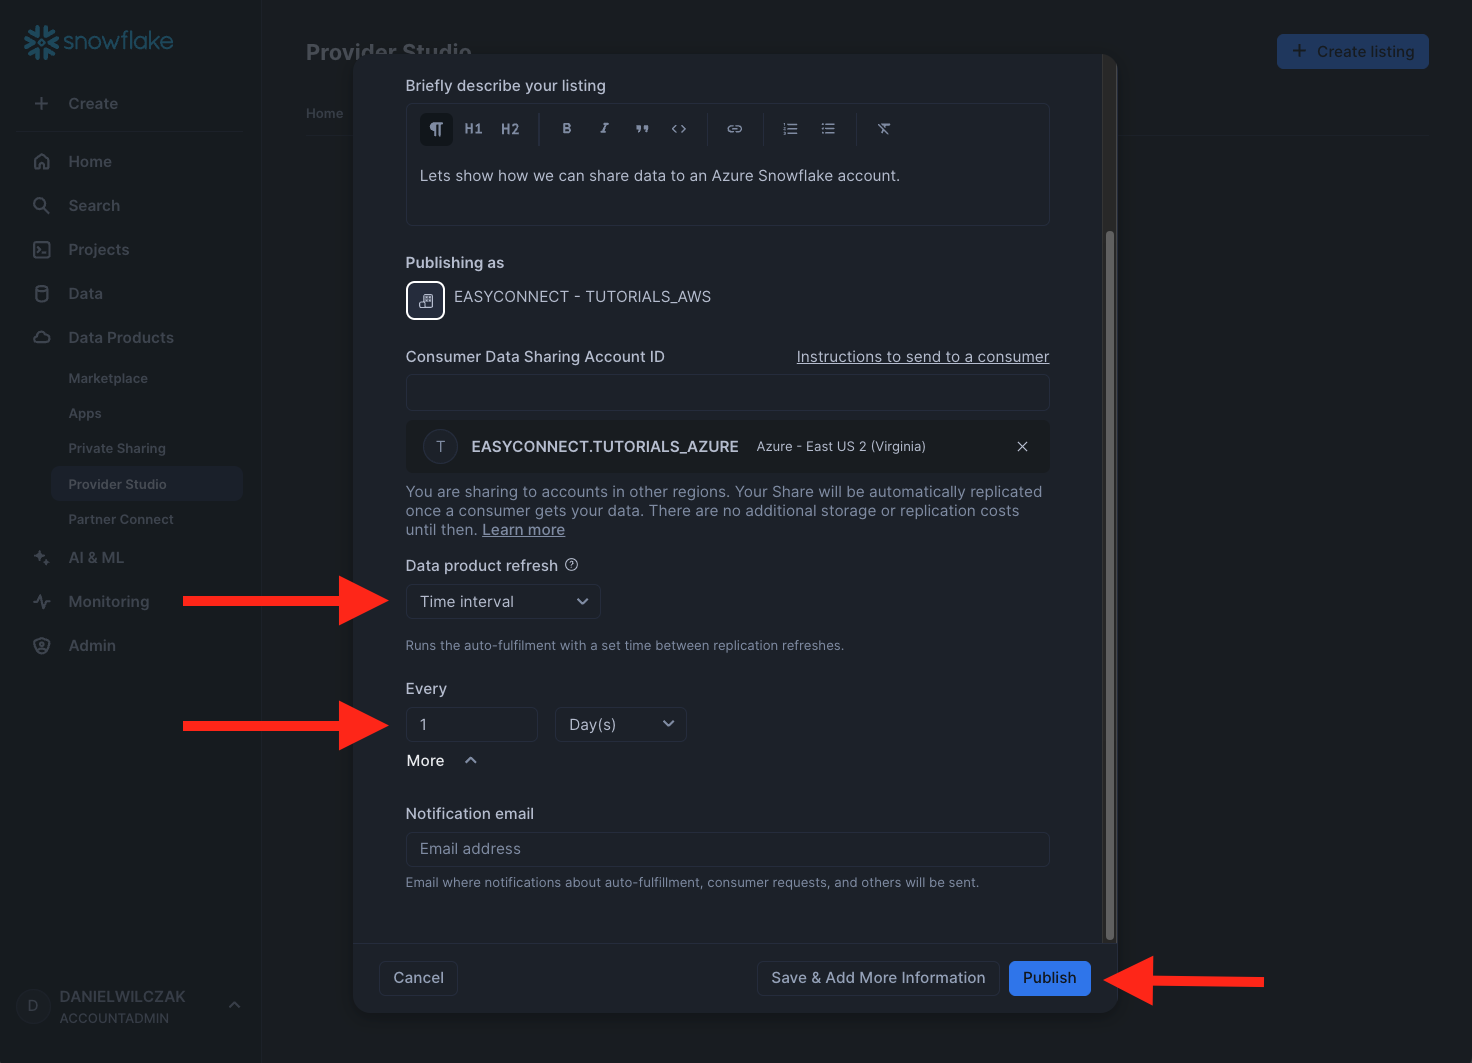 snowflake
Create
Home
Search
Projects
Data
Data Products
Marketplace
Apps
Private Sharing
Provider Studio
Partner Connect
AI & ML
Monitoring
Admin
D
DANIELWILCZAK
ACCOUNTADMIN
Provider Studio
+ Create listing
Home
Briefly describe your listing
¶ H1 H2 B I " <>
Lets show how we can share data to an Azure Snowflake account.
Publishing as
EASYCONNECT - TUTORIALS_AWS
Consumer Data Sharing Account ID
Instructions to send to a consumer
T EASYCONNECT.TUTORIALS_AZURE Azure - East US 2 (Virginia)
You are sharing to accounts in other regions. Your Share will be automatically replicated
once a consumer gets your data. There are no additional storage or replication costs
until then. Learn more
Data product refresh ?
Time interval
Runs the auto-fulfilment with a set time between replication refreshes.
Every
1 Day(s)
More
Notification email
Email address
Email where notifications about auto-fulfillment, consumer requests, and others will be sent.
Cancel
Save & Add More Information
Publish